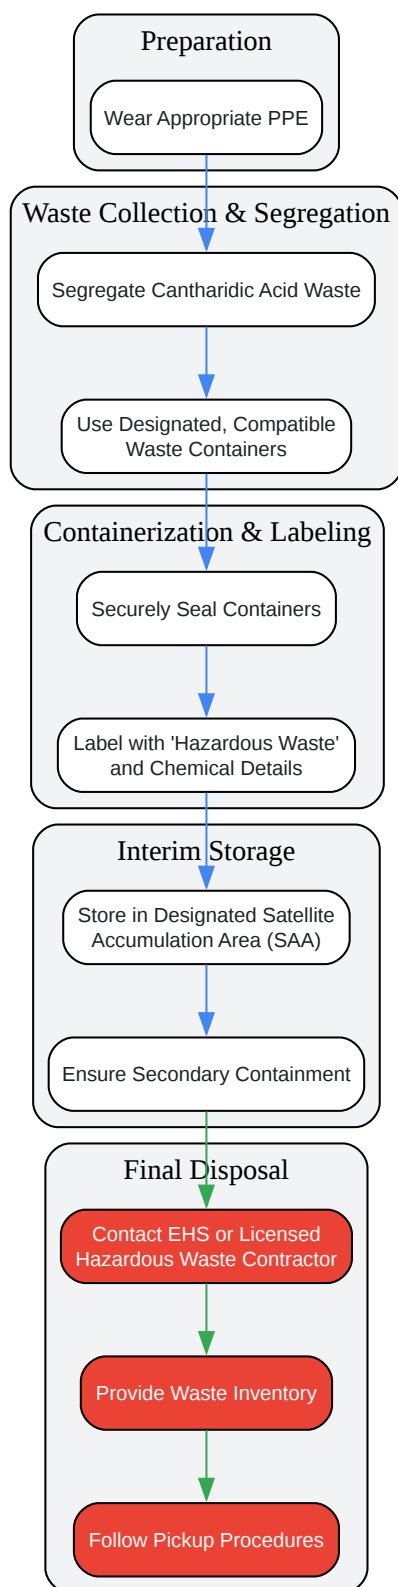 Preparation
Wear Appropriate PPE
Waste Collection & Segregation
Segregate Cantharidic Acid Waste
Use Designated, Compatible
Waste Containers
Containerization & Labeling
Securely Seal Containers
Label with 'Hazardous Waste'
and Chemical Details
Interim Storage
Store in Designated Satellite
Accumulation Area (SAA)
Ensure Secondary Containment
Final Disposal
Contact EHS or Licensed
Hazardous Waste Contractor
Provide Waste Inventory
Follow Pickup Procedures